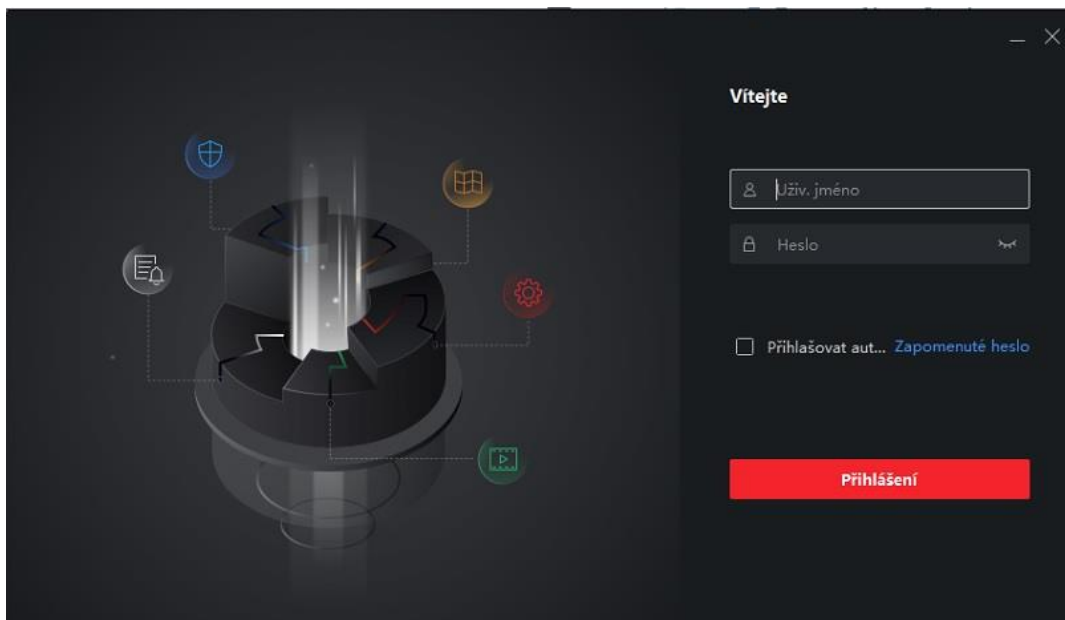 Vítejte
Uživ. jméno
Heslo
Přihlašovat aut... Zapomenuté heslo
Přihlášení